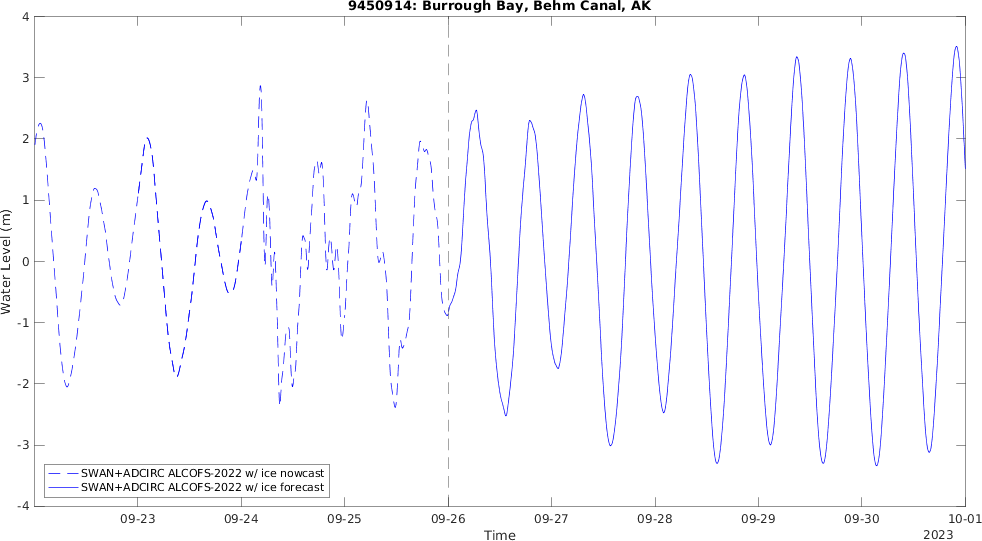 9450914: Burrough Bay, Behm Canal, AK
4
3
2
1
0
-1
-2
-3
-4
Water Level (m)
SWAN+ADCIRC ALCOFS-2022 w/ ice nowcast
SWAN+ADCIRC ALCOFS-2022 w/ ice forecast
09-23 09-24 09-25 09-26 09-27 09-28 09-29 09-30 10-01
Time
2023